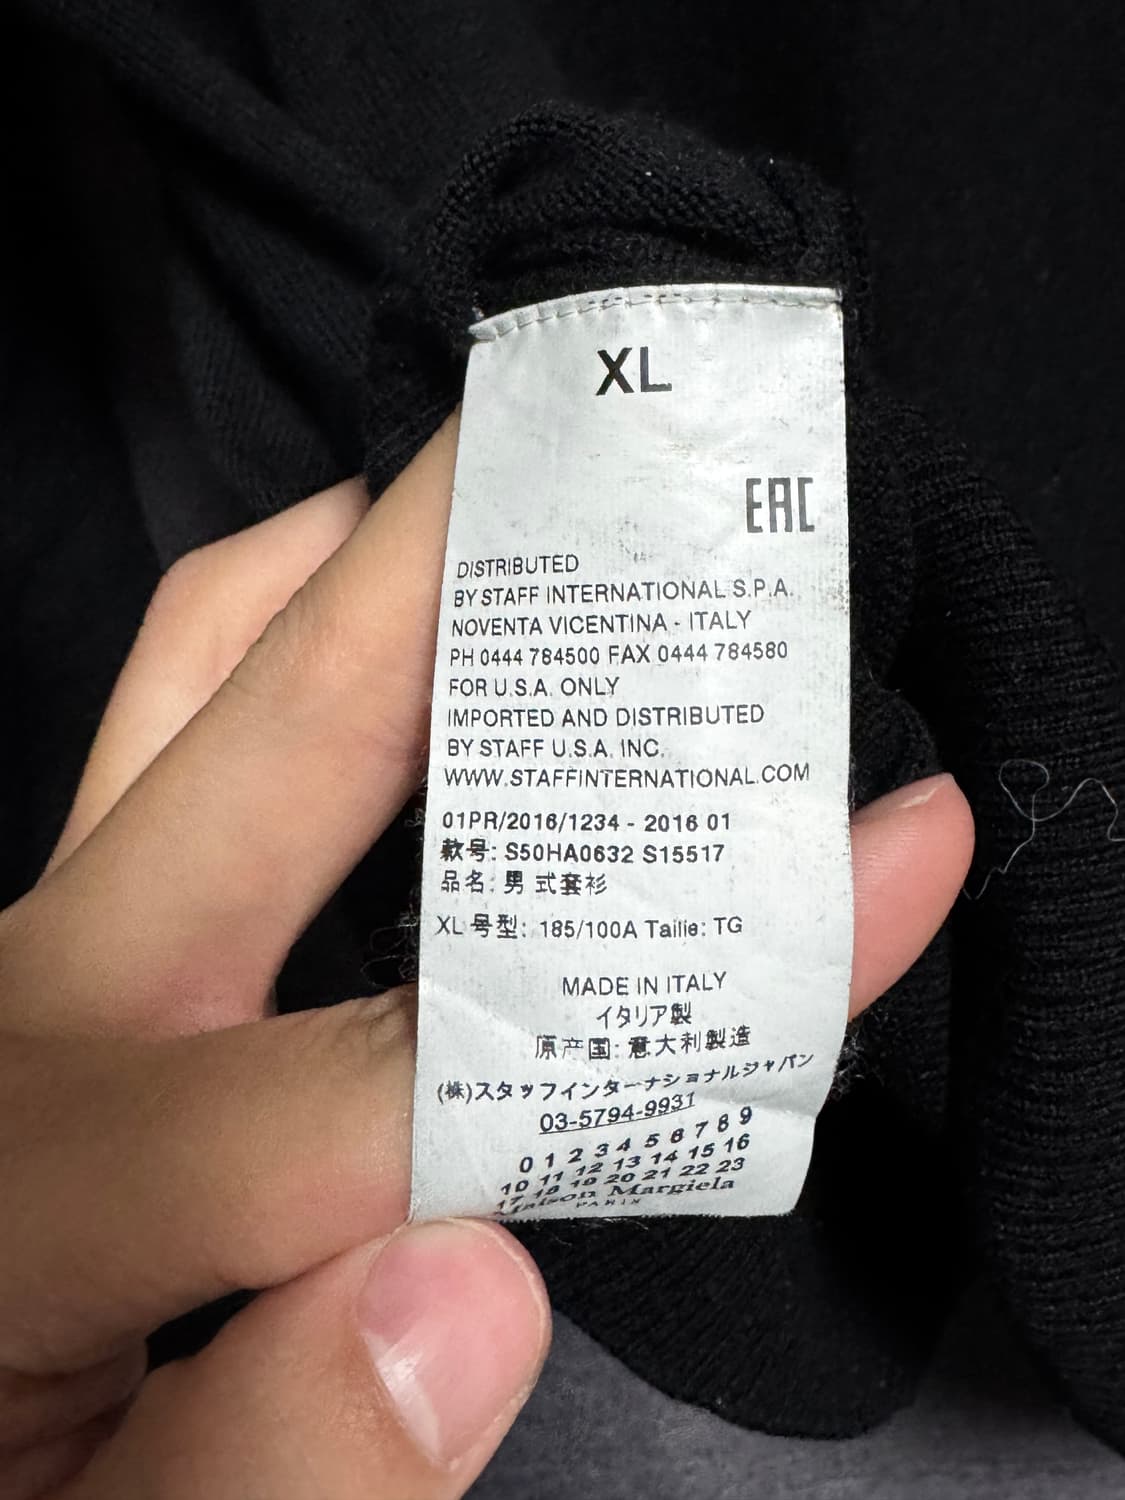 XL
EAC
DISTRIBUTED
BY STAFF INTERNATIONAL S.P.A.
NOVENTA VICENTINA - ITALY
PH 0444 784500 FAX 0444 784580
FOR U.S.A. ONLY
IMPORTED AND DISTRIBUTED
BY STAFF U.S.A. INC.
WWW.STAFFINTERNATIONAL.COM
01PR/2016/1234 - 2016 01
款号: S50HA0632 S15517
品名: 男 式套衫
XL 号型: 185/100A Taille: TG
MADE IN ITALY
イタリア製
原产国: 意大利製造
(株)スタッフインターナショナルジャパン
03-5794-9931
0 1 2 3 4 5 6 7 8 9
10 11 12 13 14 15 16
17 18 19 20 21 22 23
Maison Margiela
PARIS